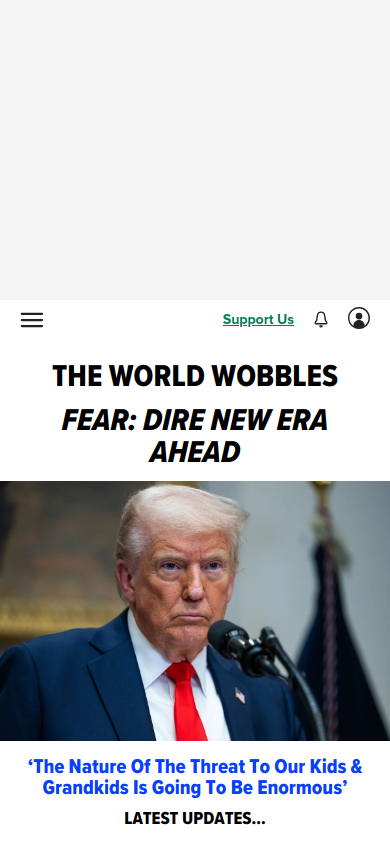 Support Us
THE WORLD WOBBLES
FEAR: DIRE NEW ERA
AHEAD
‘The Nature Of The Threat To Our Kids &
Grandkids Is Going To Be Enormous’
LATEST UPDATES...